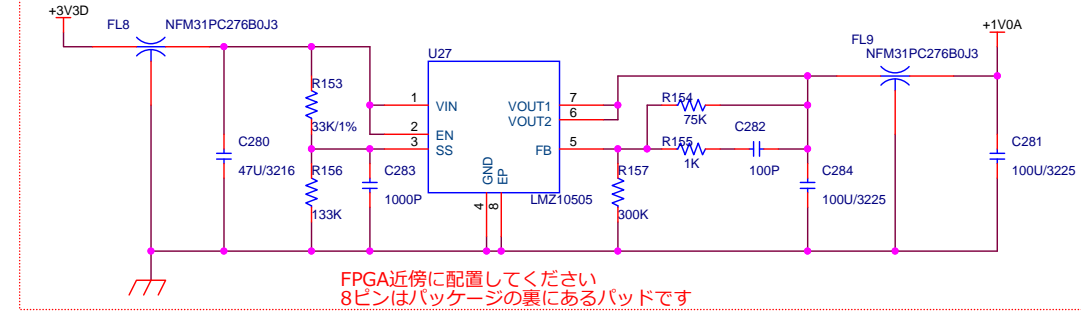 +3V3D
FL8 NFM31PC276B0J3
+1V0A
FL9
NFM31PC276B0J3
U27
R153
33K/1%
1 VIN
2 EN
3 SS
VOUT1 7
VOUT2 6
FB 5
GND
EP
4
8
LMZ10505
R154
75K
R155
1K
C282
100P
C280
47U/3216
R156
133K
C283
1000P
R157
300K
C284
100U/3225
C281
100U/3225
FPGA近傍に配置してください
8ピンはパッケージの裏にあるパッドです